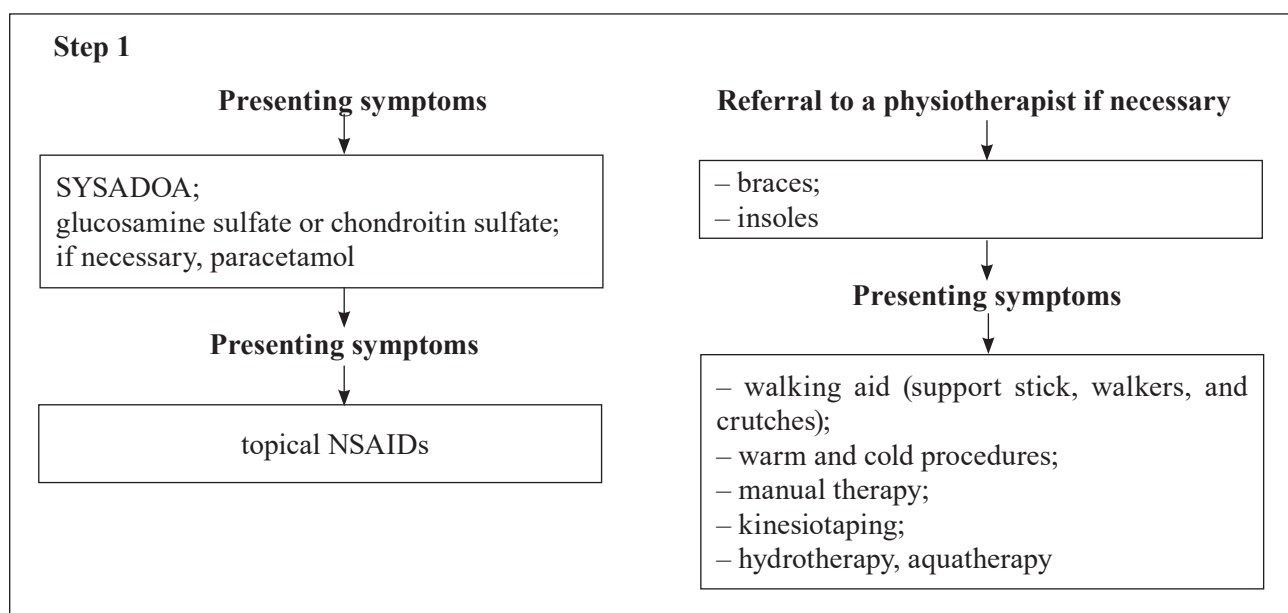 Step 1
Presenting symptoms
SYSADOA;
glucosamine sulfate or chondroitin sulfate;
if necessary, paracetamol
Presenting symptoms
topical NSAIDs
Referral to a physiotherapist if necessary
– braces;
– insoles
Presenting symptoms
– walking aid (support stick, walkers, and
crutches);
– warm and cold procedures;
– manual therapy;
– kinesiotaping;
– hydrotherapy, aquatherapy